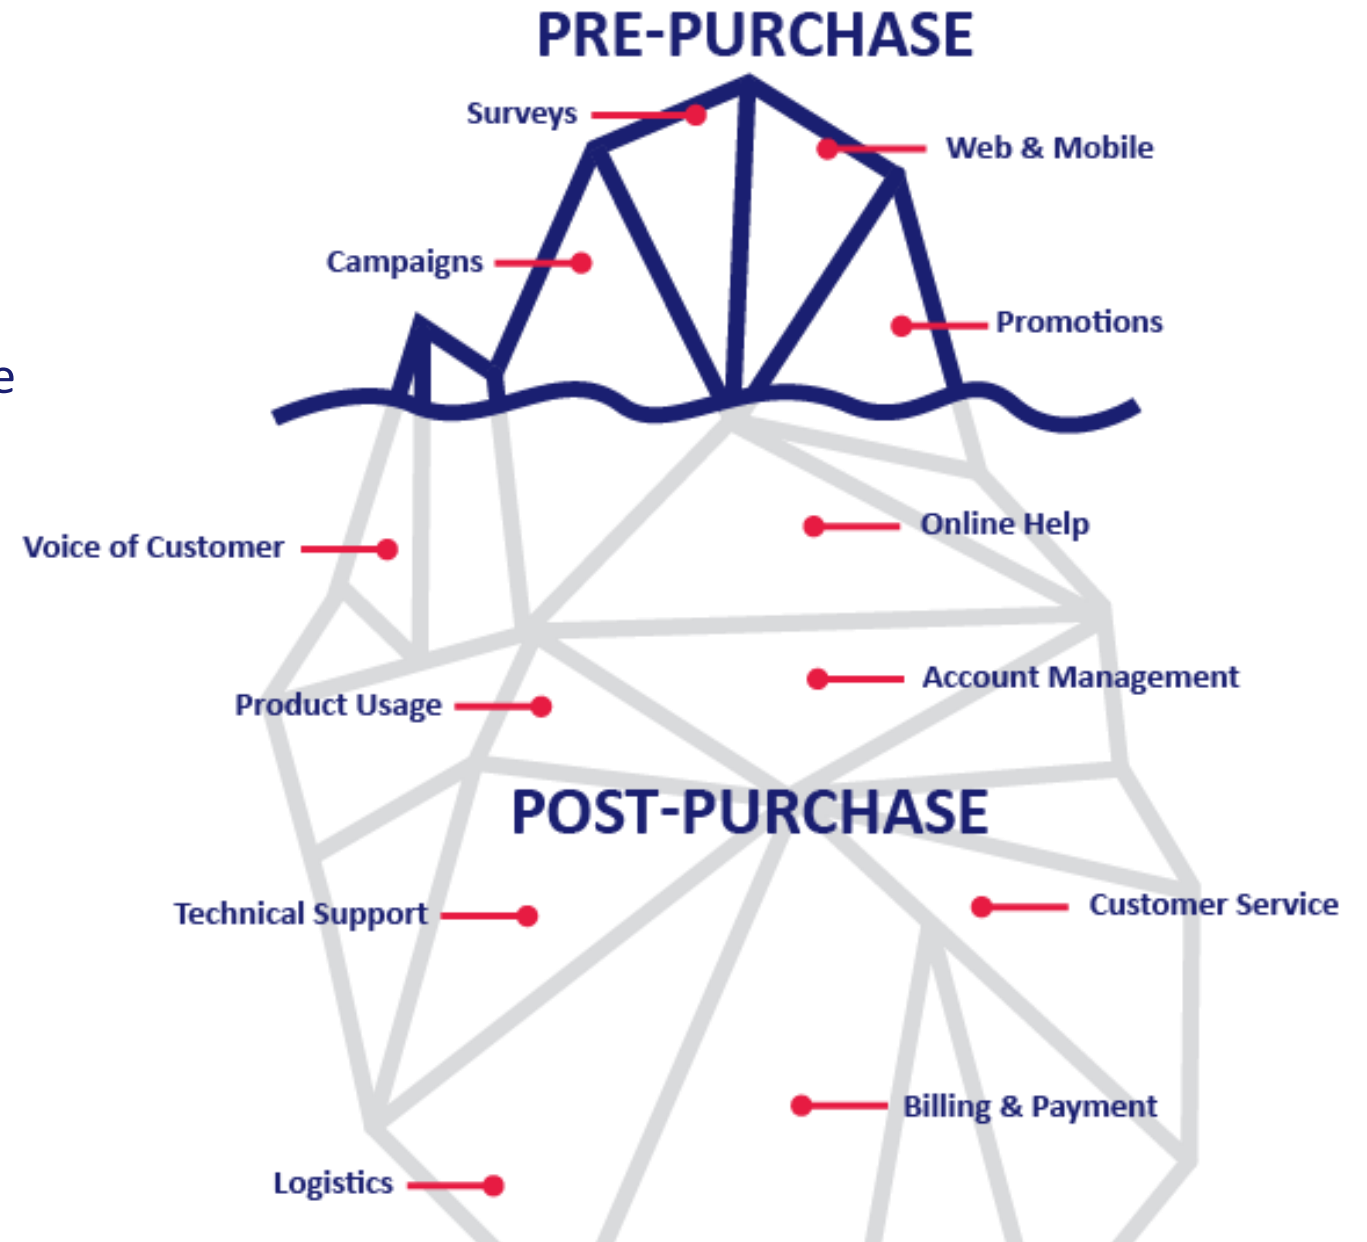 PRE-PURCHASE
Surveys
Web & Mobile
Campaigns
Promotions
e
Online Help
Voice of Customer
Account Management
Product Usage
POST-PURCHASE
Customer Service
Technical Support
Billing & Payment
Logistics